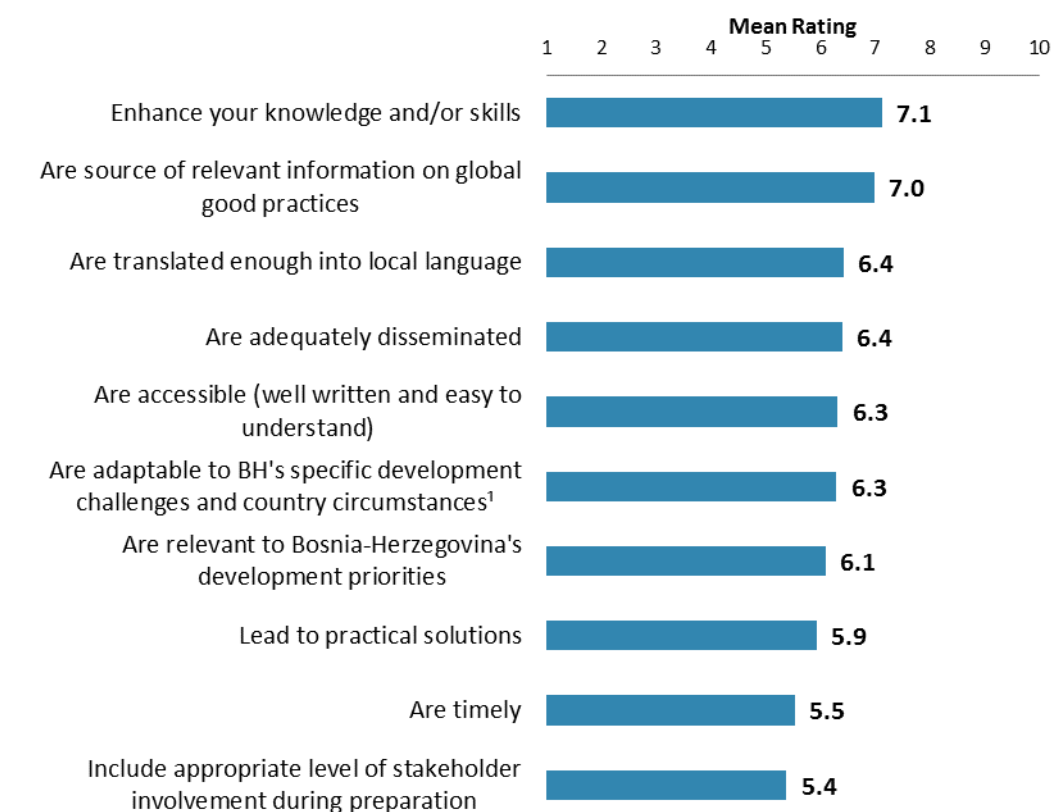 Mean Rating
1 2 3 4 5 6 7 8 9 10
Enhance your knowledge and/or skills 7.1
Are source of relevant information on global
good practices 7.0
Are translated enough into local language 6.4
Are adequately disseminated 6.4
Are accessible (well written and easy to
understand) 6.3
Are adaptable to BH's specific development
challenges and country circumstances¹ 6.3
Are relevant to Bosnia-Herzegovina's
development priorities 6.1
Lead to practical solutions 5.9
Are timely 5.5
Include appropriate level of stakeholder
involvement during preparation 5.4